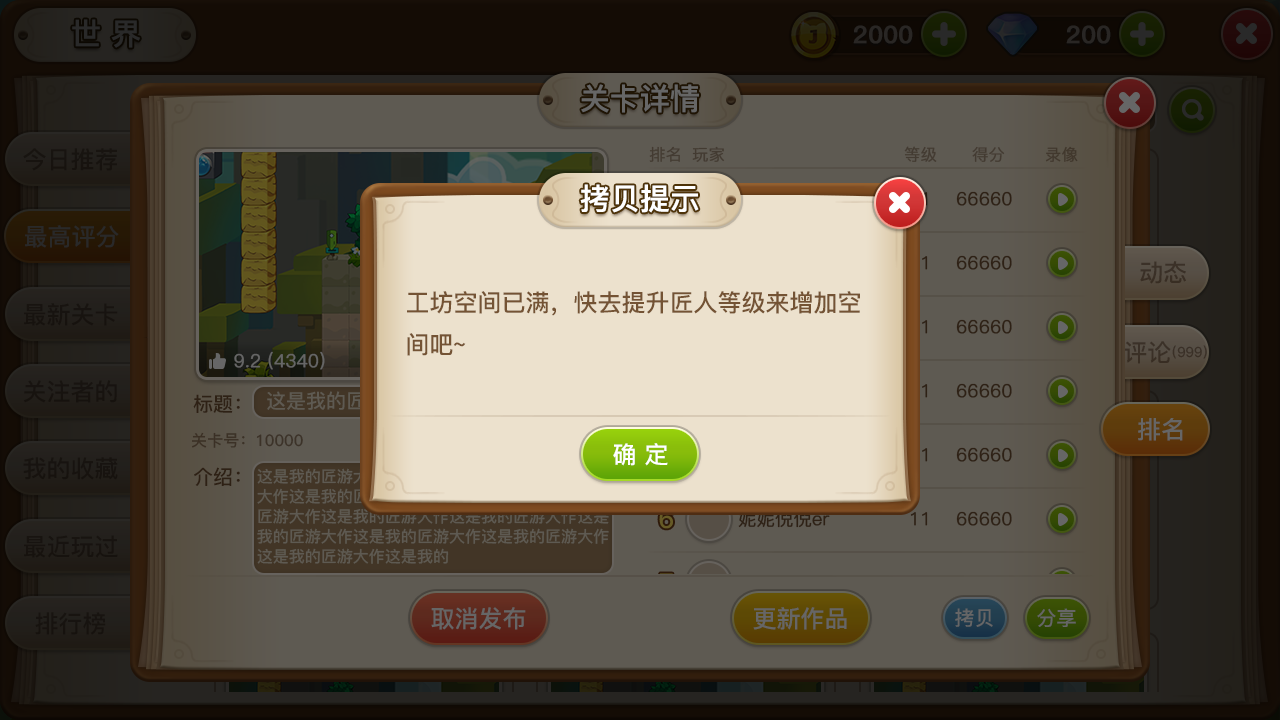 世界
2000
200
关卡详情
今日推荐
最高评分
最新关卡
关注者的
我的收藏
最近玩过
排行榜
排名 玩家 等级 得分 录像
66660
1 66660
1 66660
1 66660
1 66660
6 妮妮倪倪er 11 66660
拷贝提示
工坊空间已满，快去提升匠人等级来增加空
间吧~
确定
9.2 (4340)
标题：
这是我的匠
关卡号：10000
介绍：
这是我的匠游
大作这是我的匠
匠游大作这是我的匠游大作这是我的匠游大作这是
我的匠游大作这是我的匠游大作这是我的匠游大作
这是我的匠游大作这是我的
取消发布
更新作品
拷贝
分享
动态
评论(999)
排名